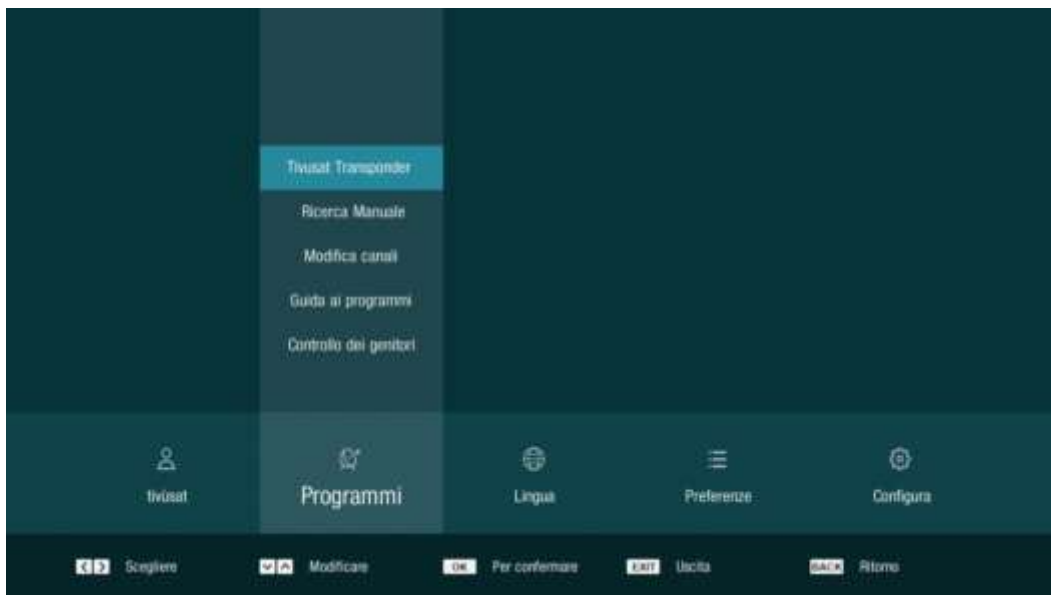 Tivusat Transponder
Ricerca Manuale
Modifica canali
Guida ai programmi
Controllo dei genitori
tivùsat
Programmi
Lingua
Preferenze
Configura
Scegliere
Modificare
OK Per confermare
EXIT Uscita
BACK Ritorno